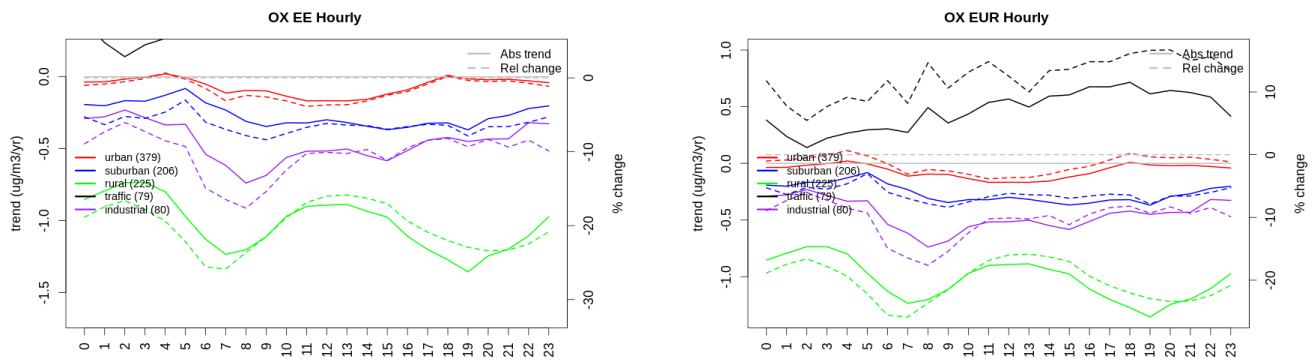 OX EE Hourly
Abs trend
Rel change
0.0
-0.5
-1.0
-1.5
trend (ug/m3/yr)
0
-10
-20
-30
% change
urban (379)
suburban (206)
rural (225)
traffic (79)
industrial (80)
0 1 2 3 4 5 6 7 8 9 10 11 12 13 14 15 16 17 18 19 20 21 22 23
OX EUR Hourly
Abs trend
Rel change
1.0
0.5
0.0
-0.5
-1.0
trend (ug/m3/yr)
10
0
-10
-20
% change
urban (379)
suburban (206)
rural (225)
traffic (79)
industrial (80)
0 1 2 3 4 5 6 7 8 9 10 11 12 13 14 15 16 17 18 19 20 21 22 23